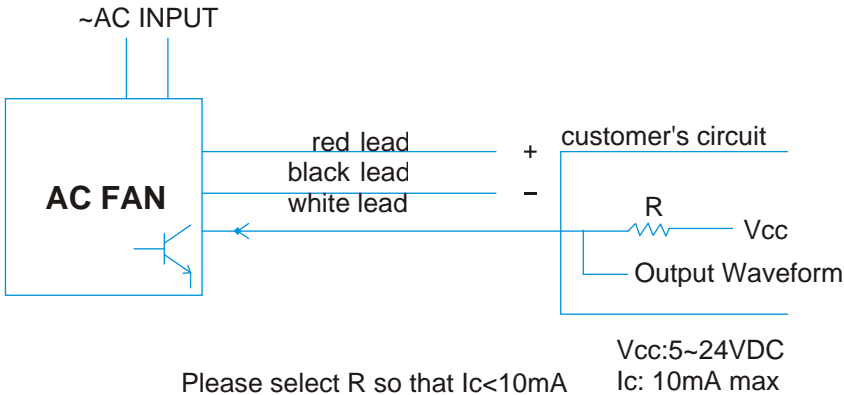 ~AC INPUT
red lead
+
customer's circuit
black lead
AC FAN
white lead
−
R
Vcc
Output Waveform
Vcc:5~24VDC
Please select R so that Ic<10mA
Ic: 10mA max